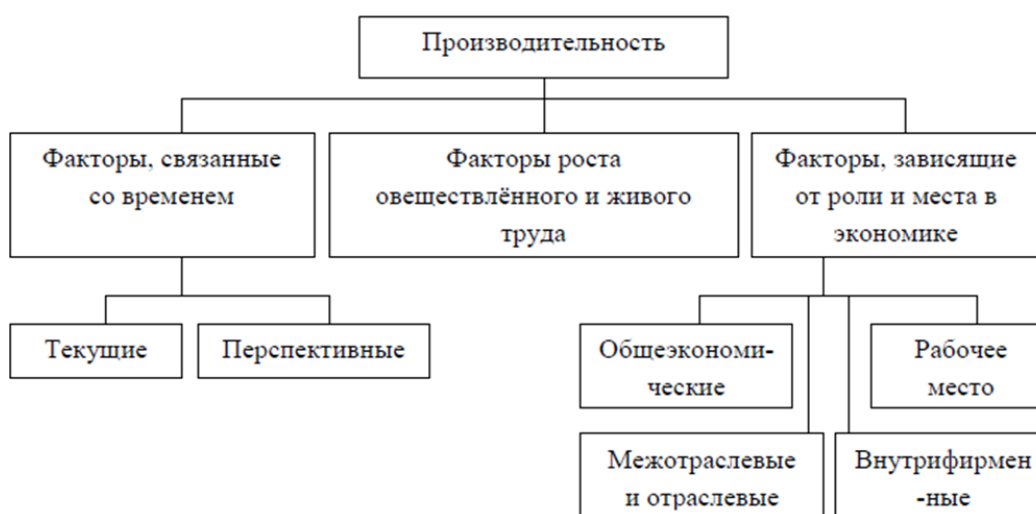 Производительность
Факторы, связанные
со временем
Факторы роста
овеществлённого и живого
труда
Факторы, зависящие
от роли и места в
экономике
Текущие
Перспективные
Общеэкономи-
ческие
Рабочее
место
Межотраслевые
и отраслевые
Внутрифирмен
-ные